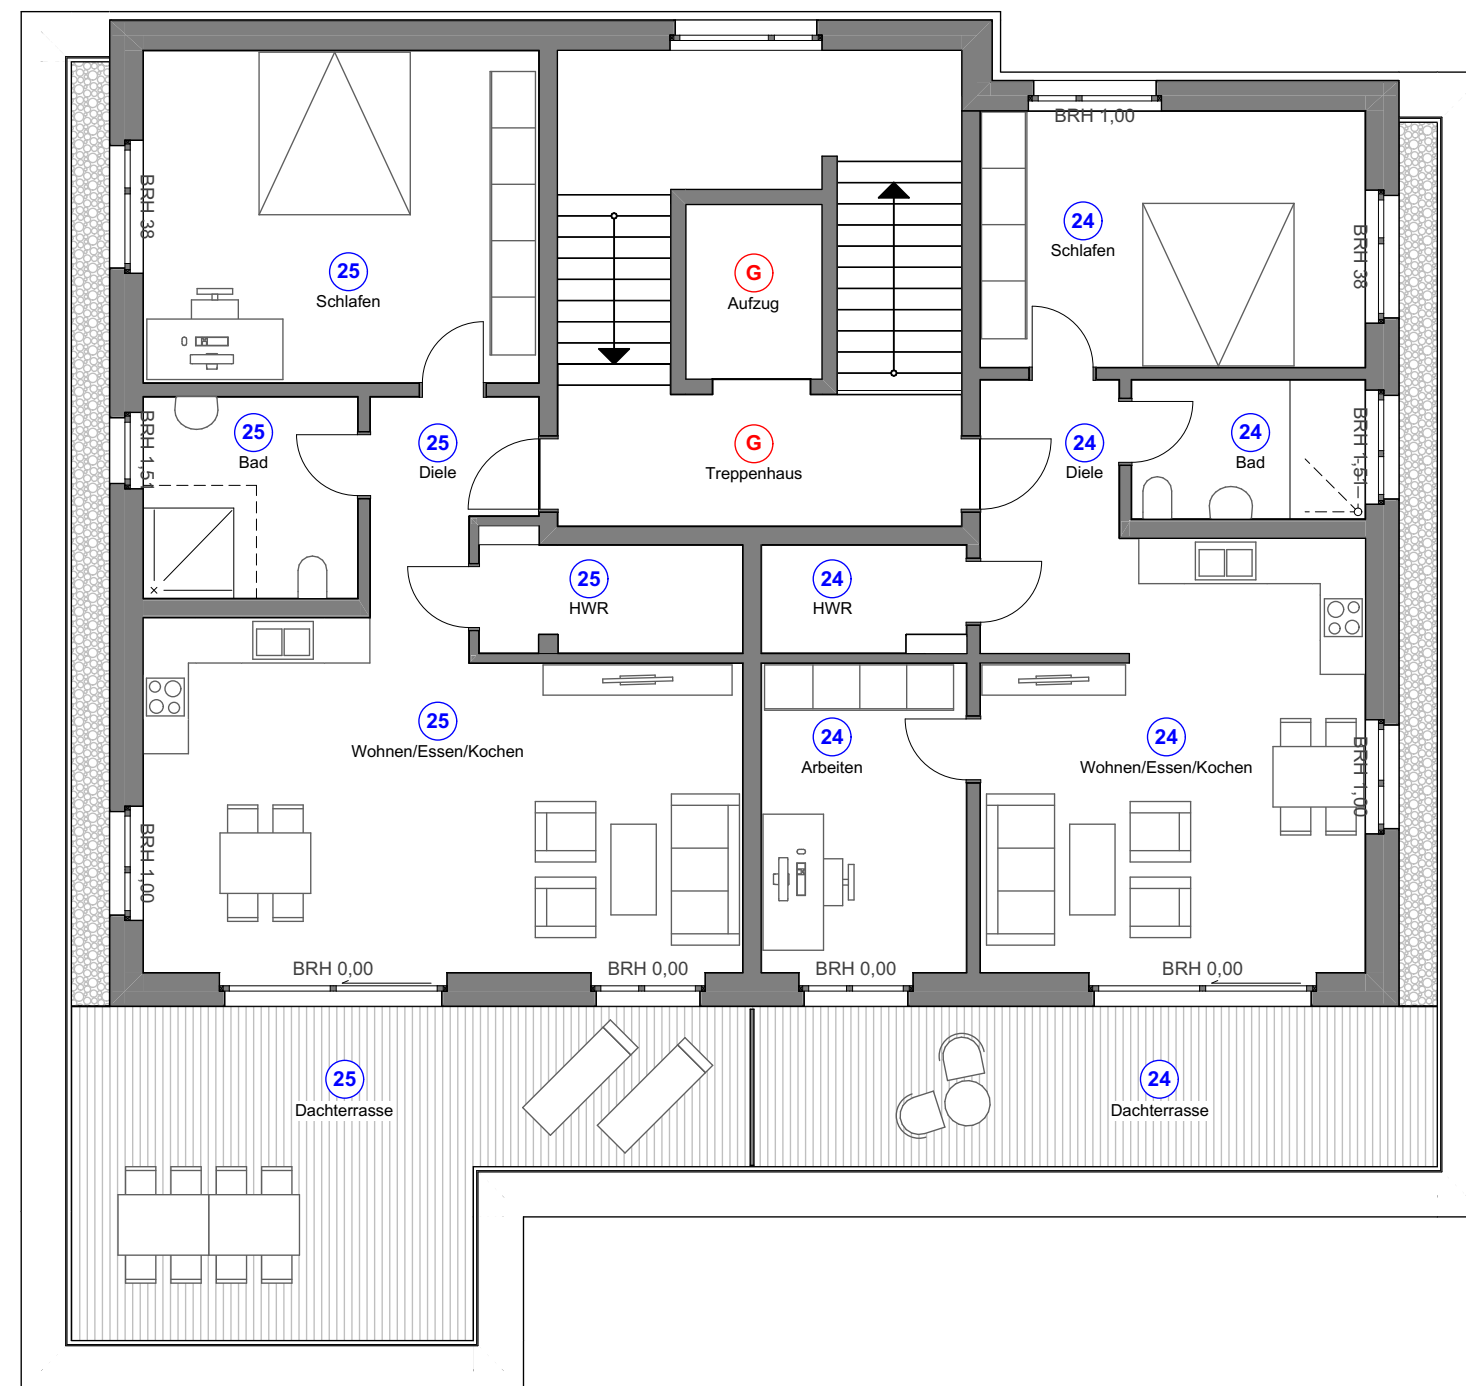 BRH 1,00
BRH 38
24
Schlafen
BRH 38
25
Schlafen
G
Aufzug
BRH 1,51
25
Bad
25
Diele
G
Treppenhaus
24
Diele
24
Bad
BRH 1,51
25
HWR
24
HWR
25
Wohnen/Essen/Kochen
24
Arbeiten
24
Wohnen/Essen/Kochen
BRH 1,00
BRH 1,00
BRH 0,00
BRH 0,00
BRH 0,00
BRH 0,00
25
Dachterrasse
24
Dachterrasse